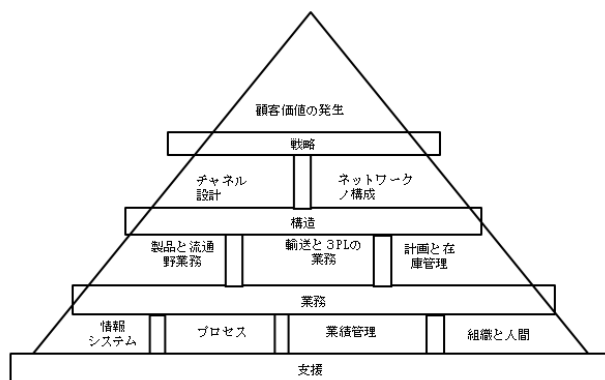 顧客価値の発生
戦略
チャネル
設計
ネットワーク
ノ構成
構造
製品と流通
野業務
輸送と3PLの
業務
計画と在
庫管理
業務
情報
システム
プロセス
業績管理
組織と人間
支援